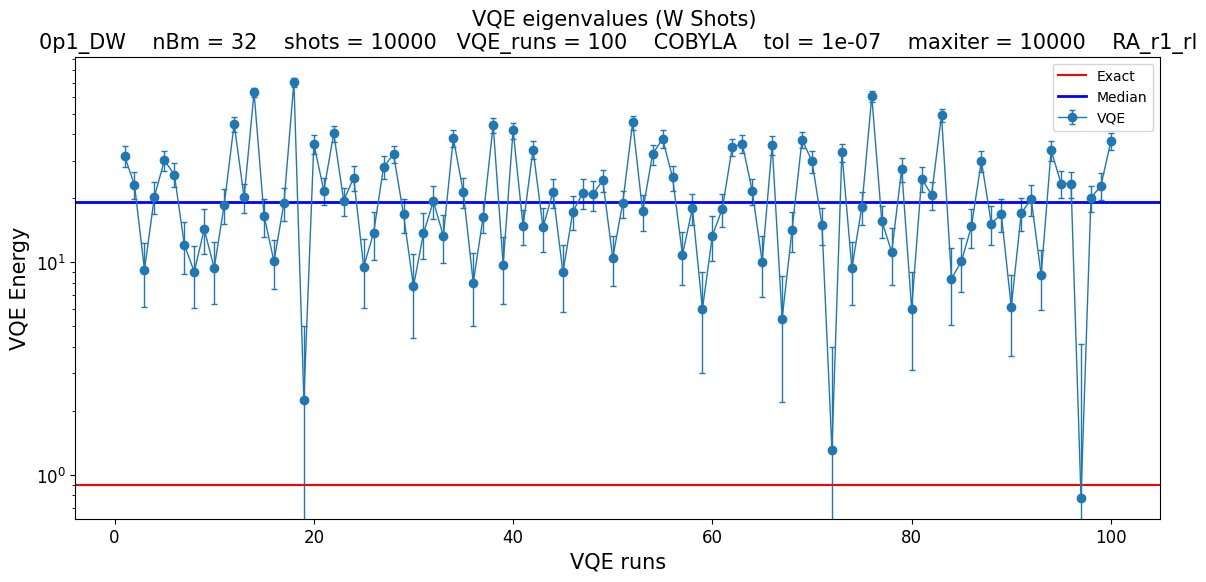 VQE eigenvalues (W Shots)
0p1_DW    nBm = 32    shots = 10000   VQE_runs = 100    COBYLA    tol = 1e-07    maxiter = 10000    RA_r1_rl
Exact
Median
VQE
VQE Energy
10¹
10⁰
0 20 40 60 80 100
VQE runs